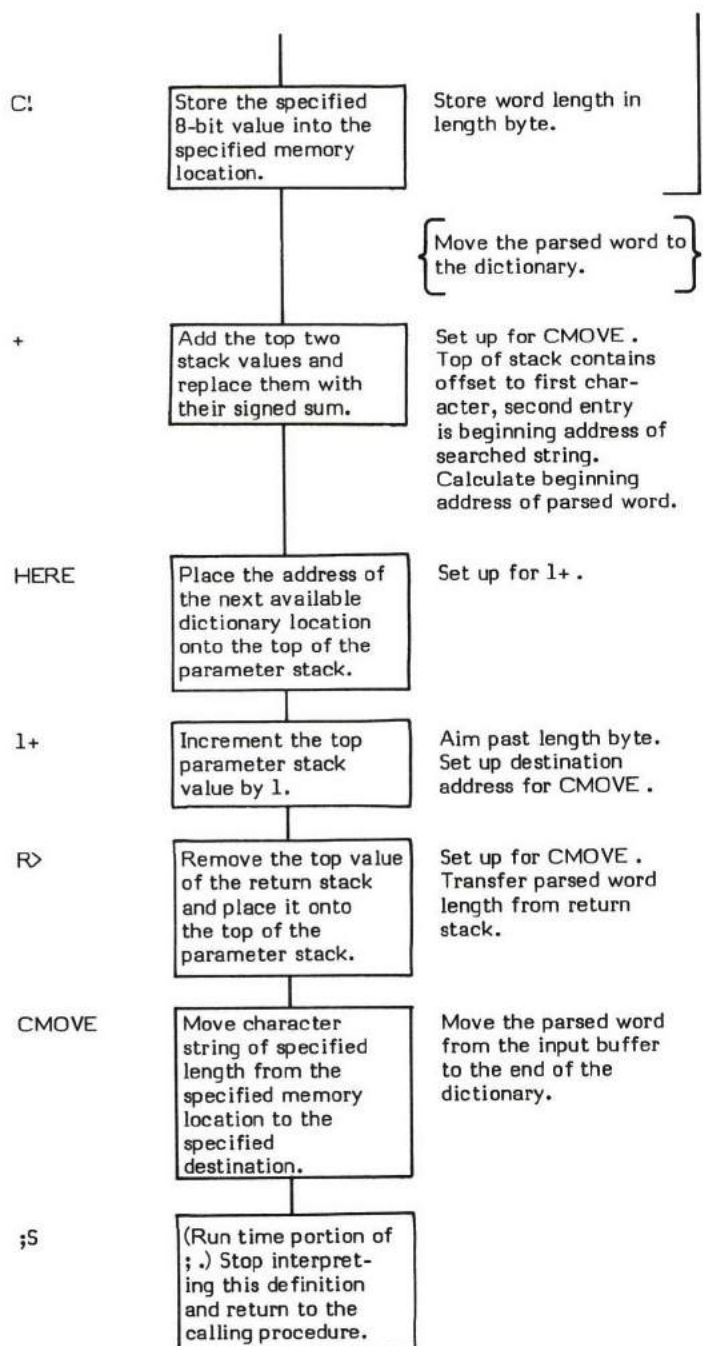 C!
Store the specified
8-bit value into the
specified memory
location.
Store word length in
length byte.
Move the parsed word to
the dictionary.
+
Add the top two
stack values and
replace them with
their signed sum.
Set up for CMOVE .
Top of stack contains
offset to first char-
acter, second entry
is beginning address of
searched string.
Calculate beginning
address of parsed word.
HERE
Place the address of
the next available
dictionary location
onto the top of the
parameter stack.
Set up for 1+ .
1+
Increment the top
parameter stack
value by 1.
Aim past length byte.
Set up destination
address for CMOVE .
R>
Remove the top value
of the return stack
and place it onto
the top of the
parameter stack.
Set up for CMOVE .
Transfer parsed word
length from return
stack.
CMOVE
Move character
string of specified
length from the
specified memory
location to the
specified
destination.
Move the parsed word
from the input buffer
to the end of the
dictionary.
;S
(Run time portion of
; .) Stop interpret-
ing this definition
and return to the
calling procedure.